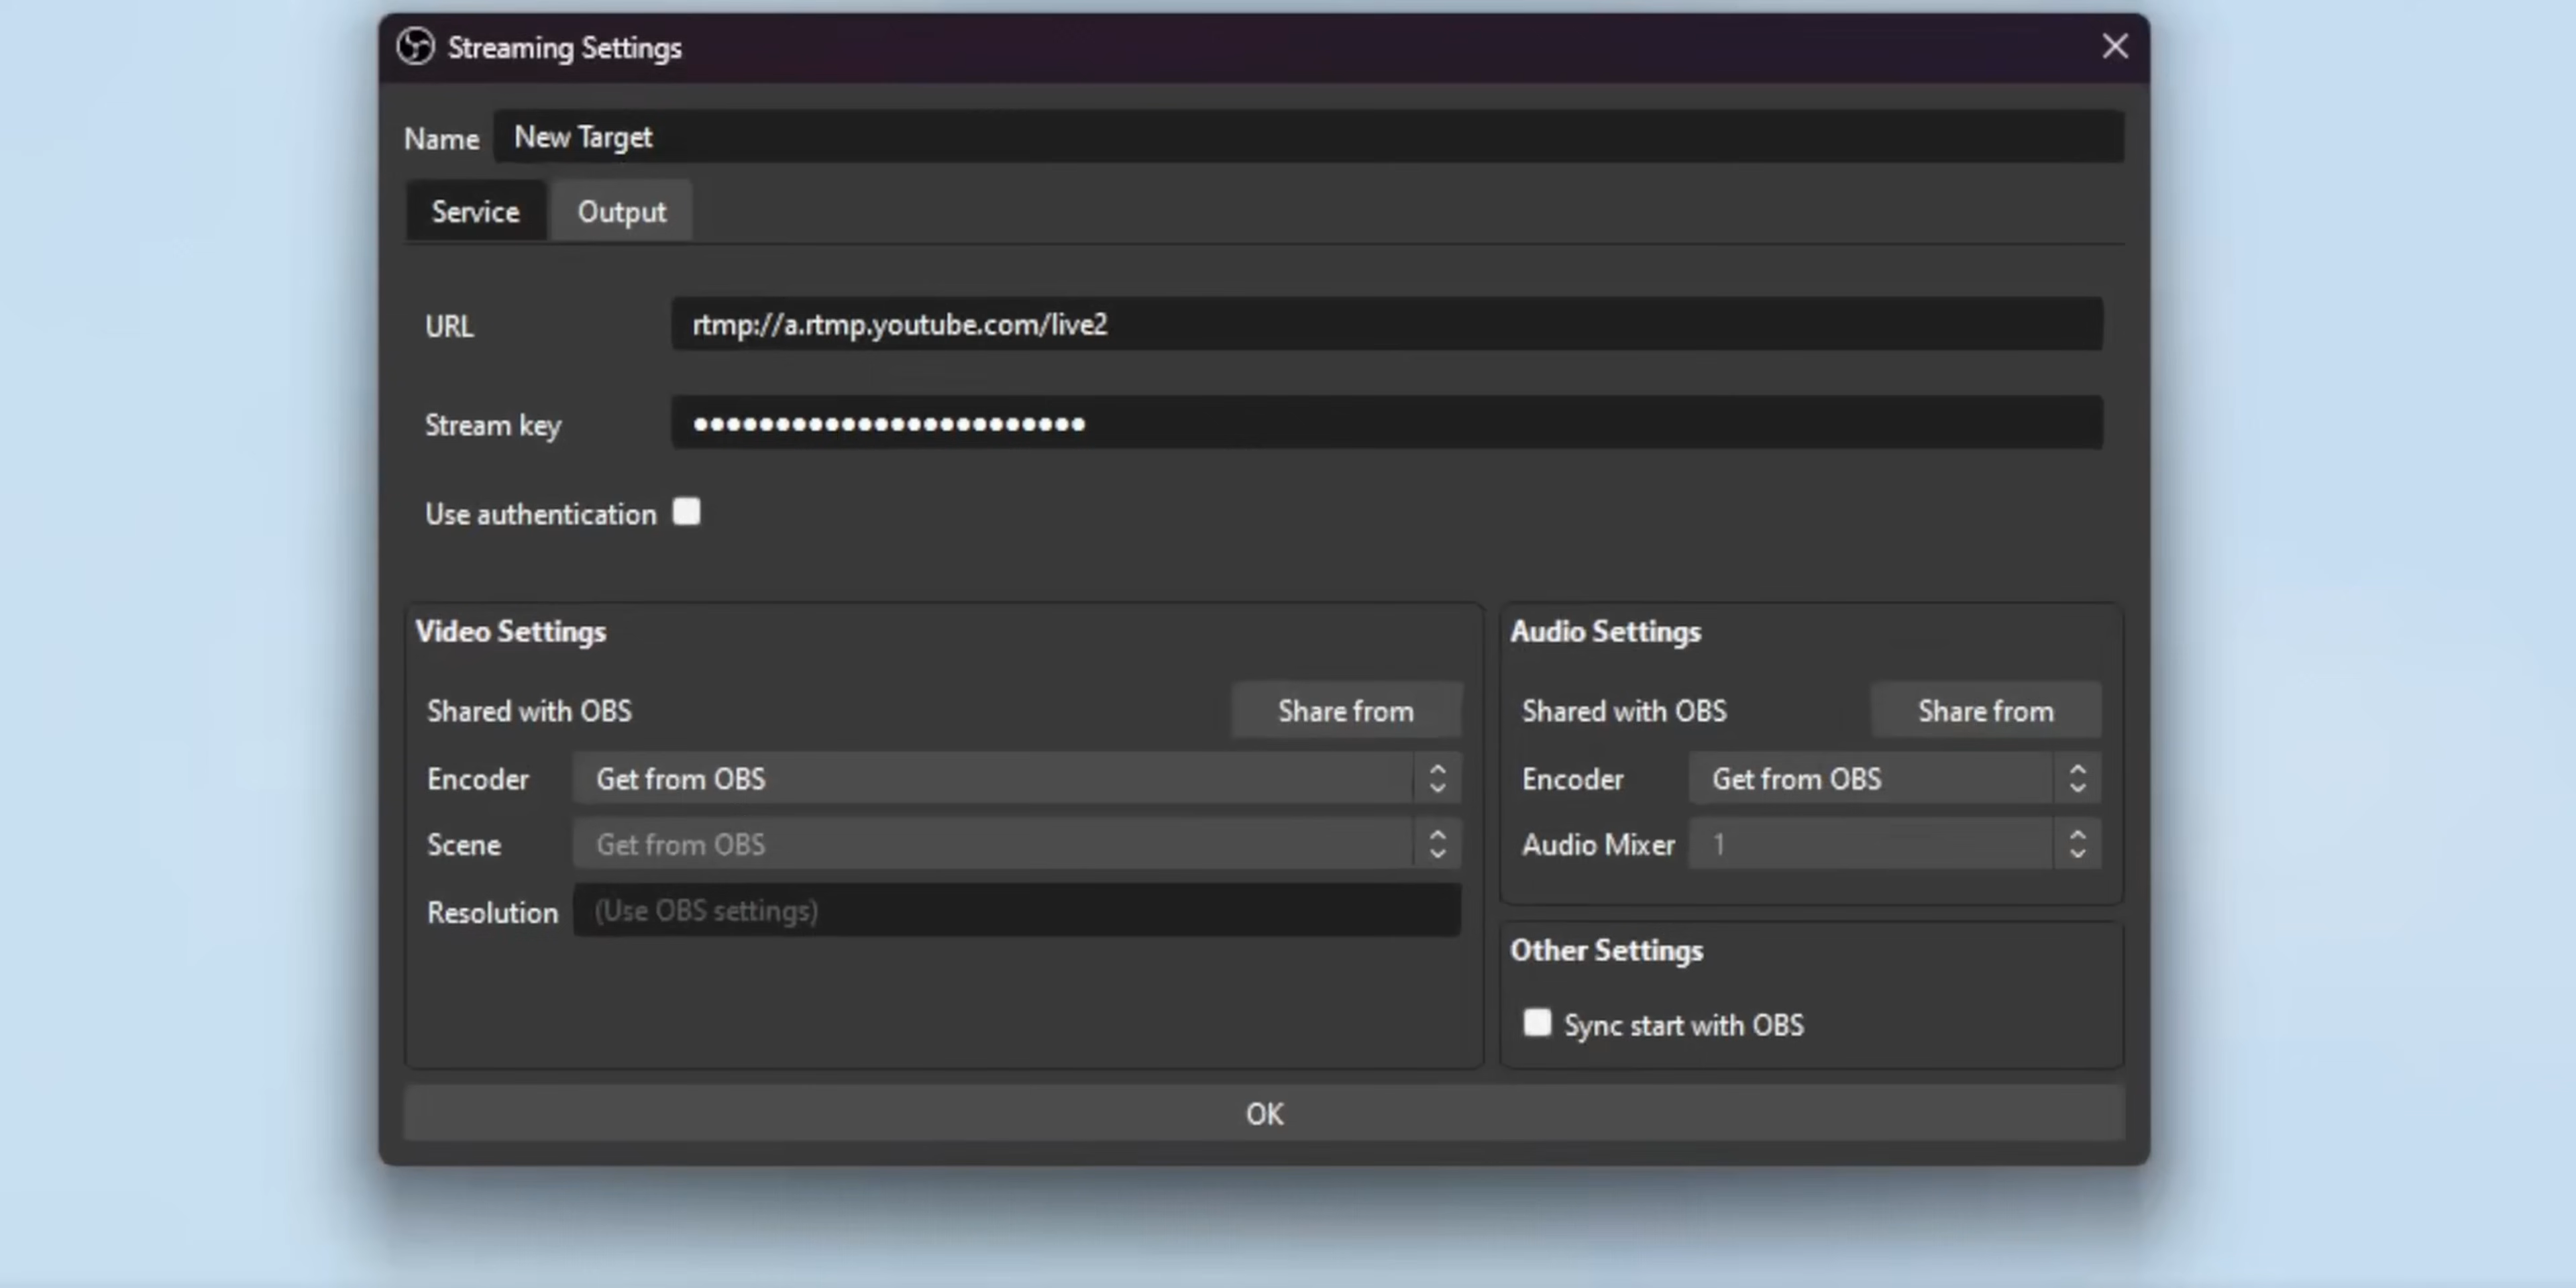 Streaming Settings
Name New Target
Service Output
URL rtmp://a.rtmp.youtube.com/live2
Stream key ••••••••••••••••••••••••
Use authentication
Video Settings
Shared with OBS Share from
Encoder Get from OBS
Scene Get from OBS
Resolution (Use OBS settings)
Audio Settings
Shared with OBS Share from
Encoder Get from OBS
Audio Mixer 1
Other Settings
Sync start with OBS
OK